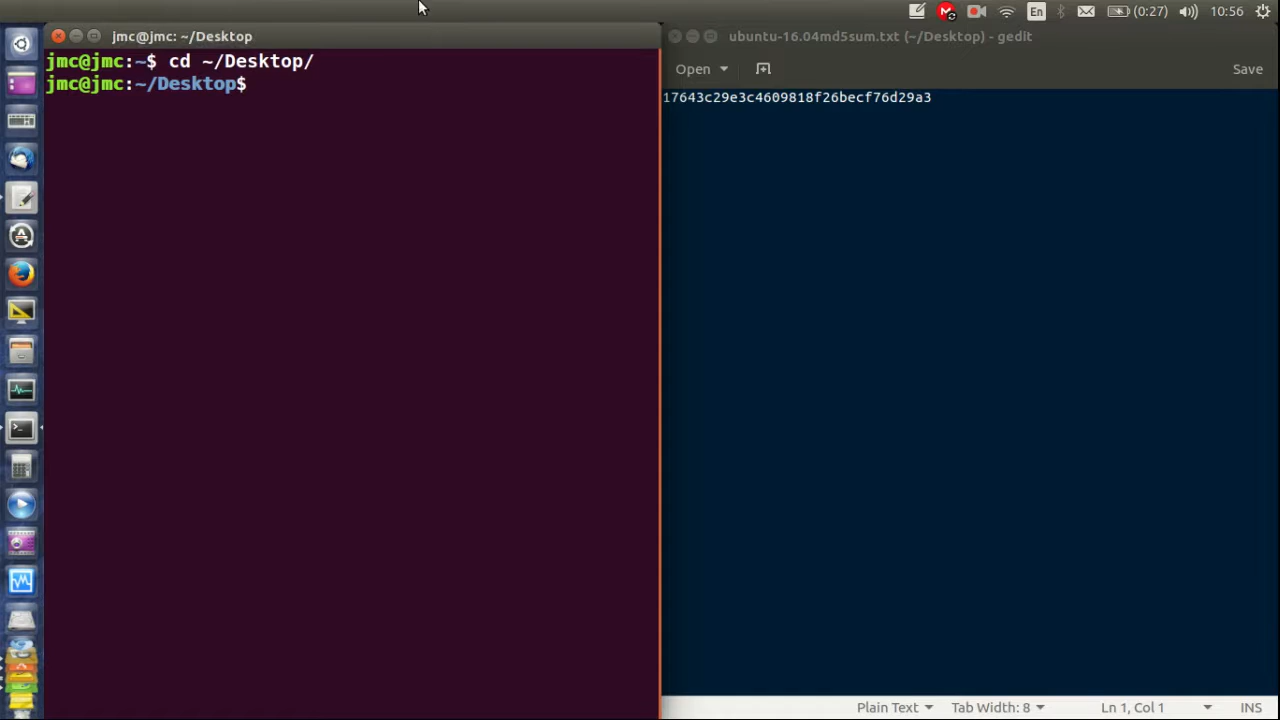 jmc@jmc: ~/Desktop
jmc@jmc:~$ cd ~/Desktop/
jmc@jmc:~/Desktop$
En
(0:27)
10:56
ubuntu-16.04md5sum.txt (~/Desktop) - gedit
Open
Save
17643c29e3c4609818f26becf76d29a3
Plain Text
Tab Width: 8
Ln 1, Col 1
INS